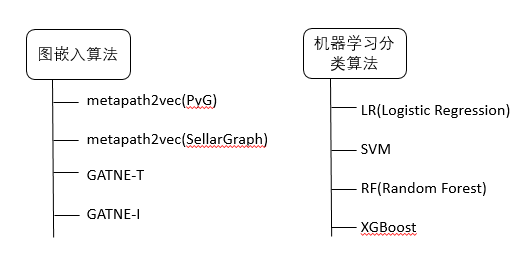 图嵌入算法
metapath2vec(PyG)
metapath2vec(SellarGraph)
GATNE-T
GATNE-I
机器学习分
类算法
LR(Logistic Regression)
SVM
RF(Random Forest)
XGBoost